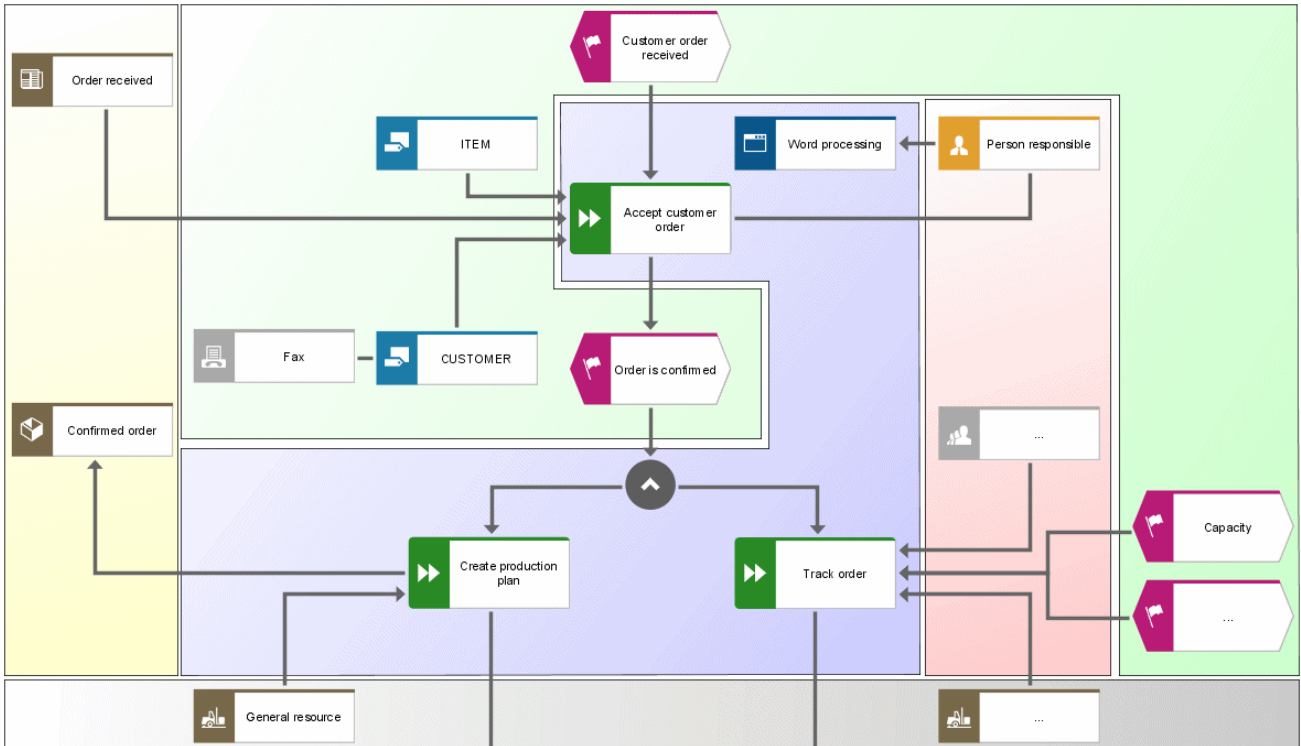 Customer order
received
Order received
ITEM
Word processing
Person responsible
Accept customer
order
Fax
CUSTOMER
Order is confirmed
Confirmed order
...
Capacity
Create production
plan
Track order
...
General resource
...